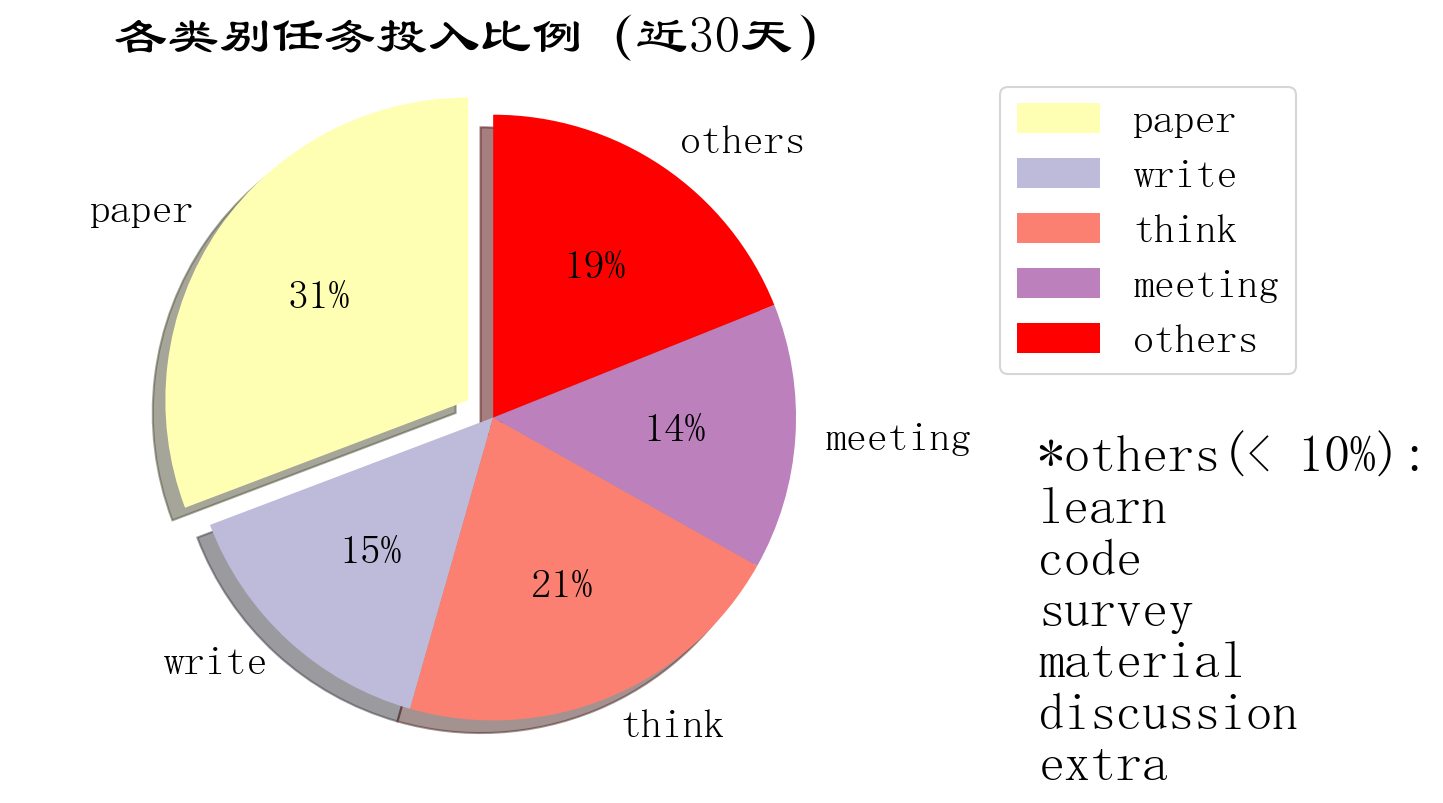 各类别任务投入比例 (近30天)
others
paper
19%
31%
14%
meeting
15%
21%
write
think
paper
write
think
meeting
others
*others(< 10%):
learn
code
survey
material
discussion
extra